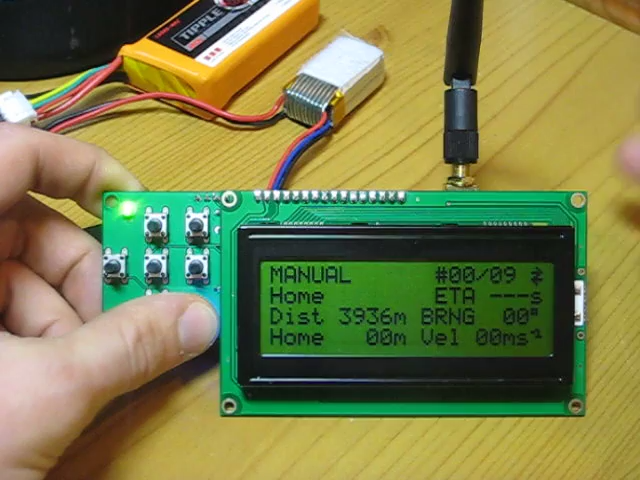 TIPPLE
MANUAL #00/09
Home ETA ---s
Dist 3936m BRNG 00°
Home 00m Vel 00ms⁻¹